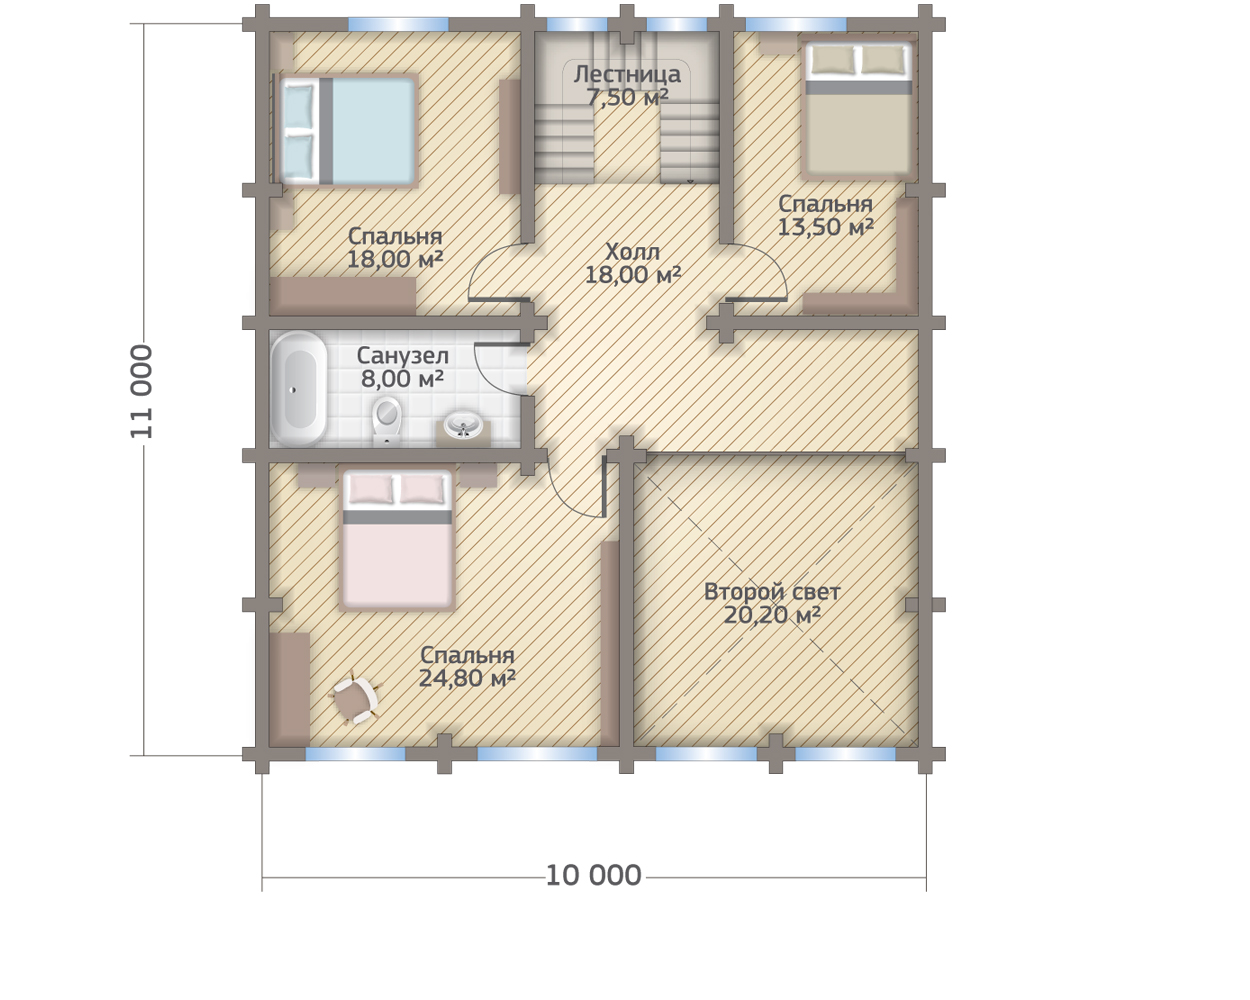 Лестница
7,50 м²
Спальня
13,50 м²
Спальня
18,00 м²
Холл
18,00 м²
Санузел
8,00 м²
11 000
Второй свет
20,20 м²
Спальня
24,80 м²
10 000